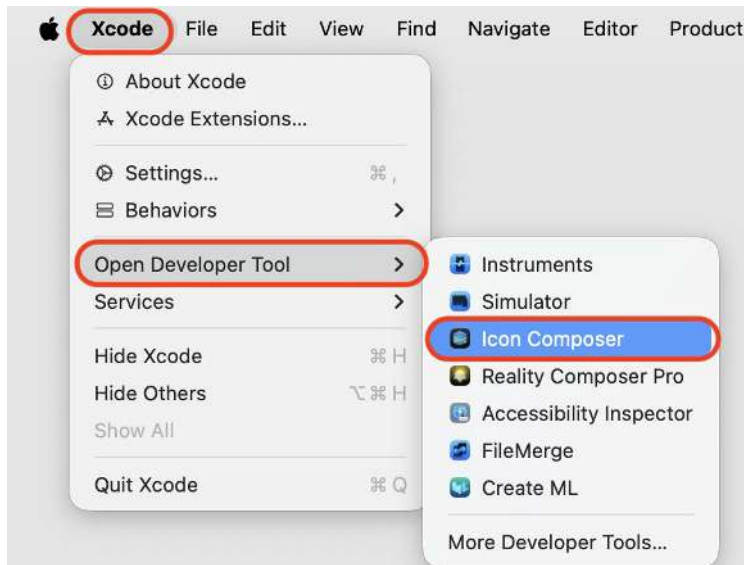 Xcode File Edit View Find Navigate Editor Product
About Xcode
Xcode Extensions...
Settings... ⌘ ,
Behaviors >
Open Developer Tool >
Services >
Hide Xcode ⌘ H
Hide Others ⌥ ⌘ H
Show All
Quit Xcode ⌘ Q
Instruments
Simulator
Icon Composer
Reality Composer Pro
Accessibility Inspector
FileMerge
Create ML
More Developer Tools...